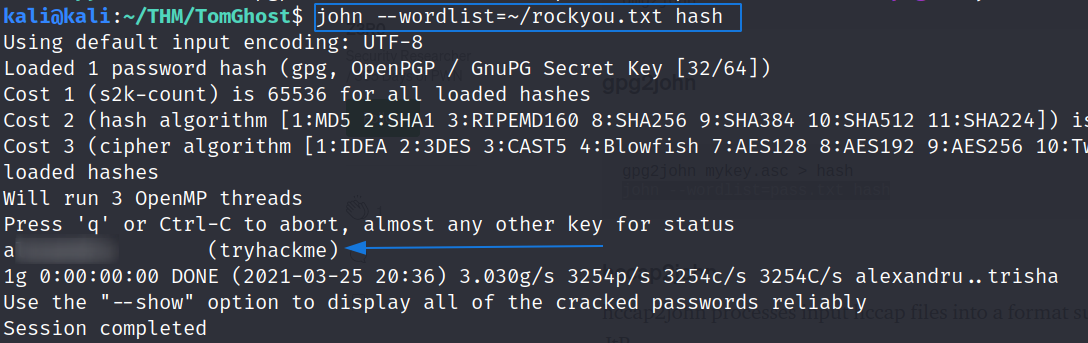 kali@kali:~/THM/TomGhost$ john --wordlist=~/rockyou.txt hash
Using default input encoding: UTF-8
Loaded 1 password hash (gpg, OpenPGP / GnuPG Secret Key [32/64])
Cost 1 (s2k-count) is 65536 for all loaded hashes
Cost 2 (hash algorithm [1:MD5 2:SHA1 3:RIPEMD160 8:SHA256 9:SHA384 10:SHA512 11:SHA224]) is
Cost 3 (cipher algorithm [1:IDEA 2:3DES 3:CAST5 4:Blowfish 7:AES128 8:AES192 9:AES256 10:Tw
loaded hashes
Will run 3 OpenMP threads
Press 'q' or Ctrl-C to abort, almost any other key for status
a (tryhackme)
1g 0:00:00:00 DONE (2021-03-25 20:36) 3.030g/s 3254p/s 3254c/s 3254C/s alexandru..trisha
Use the "--show" option to display all of the cracked passwords reliably
Session completed
gpg2john
gpg2john mykey.asc > hash